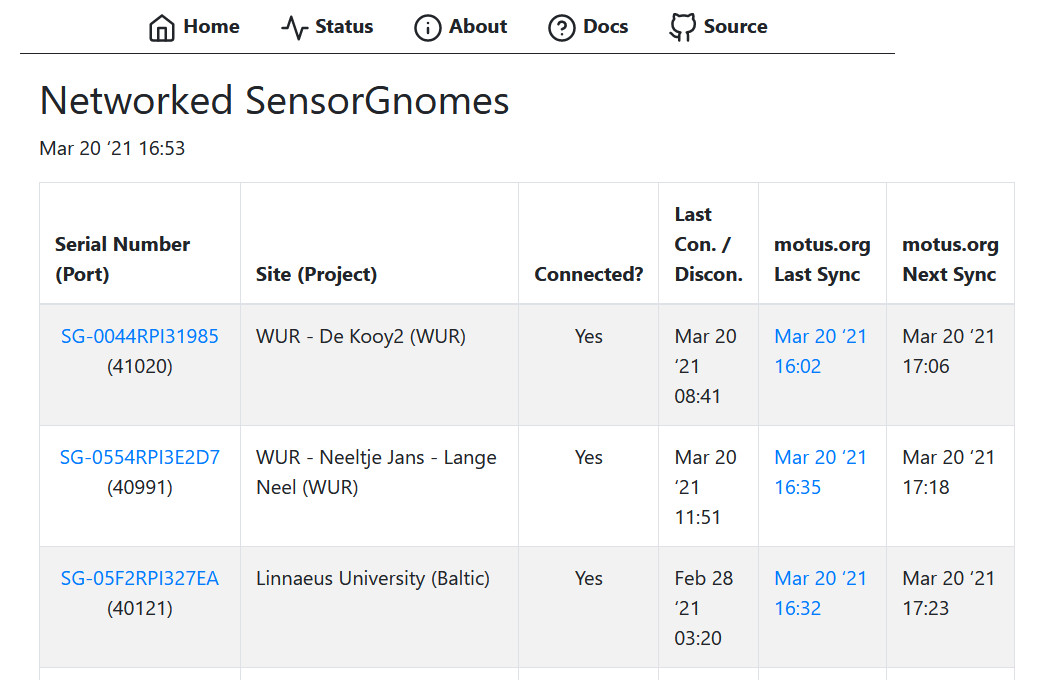 Home Status About Docs Source
Networked SensorGnomes
Mar 20 ‘21 16:53
Serial Number
(Port)
Site (Project)
Connected?
Last
Con. /
Discon.
motus.org
Last Sync
motus.org
Next Sync
SG-0044RPI31985
(41020)
WUR - De Kooy2 (WUR)
Yes
Mar 20
‘21
08:41
Mar 20 ‘21
16:02
Mar 20 ‘21
17:06
SG-0554RPI3E2D7
(40991)
WUR - Neeltje Jans - Lange
Neel (WUR)
Yes
Mar 20
‘21
11:51
Mar 20 ‘21
16:35
Mar 20 ‘21
17:18
SG-05F2RPI327EA
(40121)
Linnaeus University (Baltic)
Yes
Feb 28
‘21
03:20
Mar 20 ‘21
16:32
Mar 20 ‘21
17:23